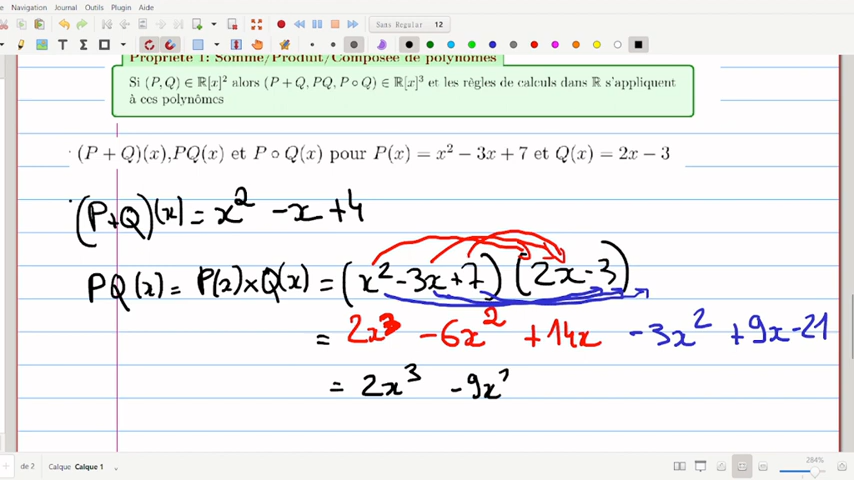 Navigation Journal Outils Plugin Aide
Sans Regular 12
Propriété 1: Somme/Produit/Composée de polynômes
Si (P, Q) ∈ ℝ[x]² alors (P + Q, PQ, P ∘ Q) ∈ ℝ[x]³ et les règles de calculs dans ℝ s'appliquent
à ces polynômes
(P + Q)(x), PQ(x) et P ∘ Q(x) pour P(x) = x² − 3x + 7 et Q(x) = 2x − 3
(P+Q)(x) = x² - x + 4
PQ(x) = P(x) × Q(x) = (x² - 3x + 7) (2x - 3)
= 2x³ - 6x² + 14x - 3x² + 9x - 21
= 2x³ - 9x²
de 2 Calque Calque 1 284%